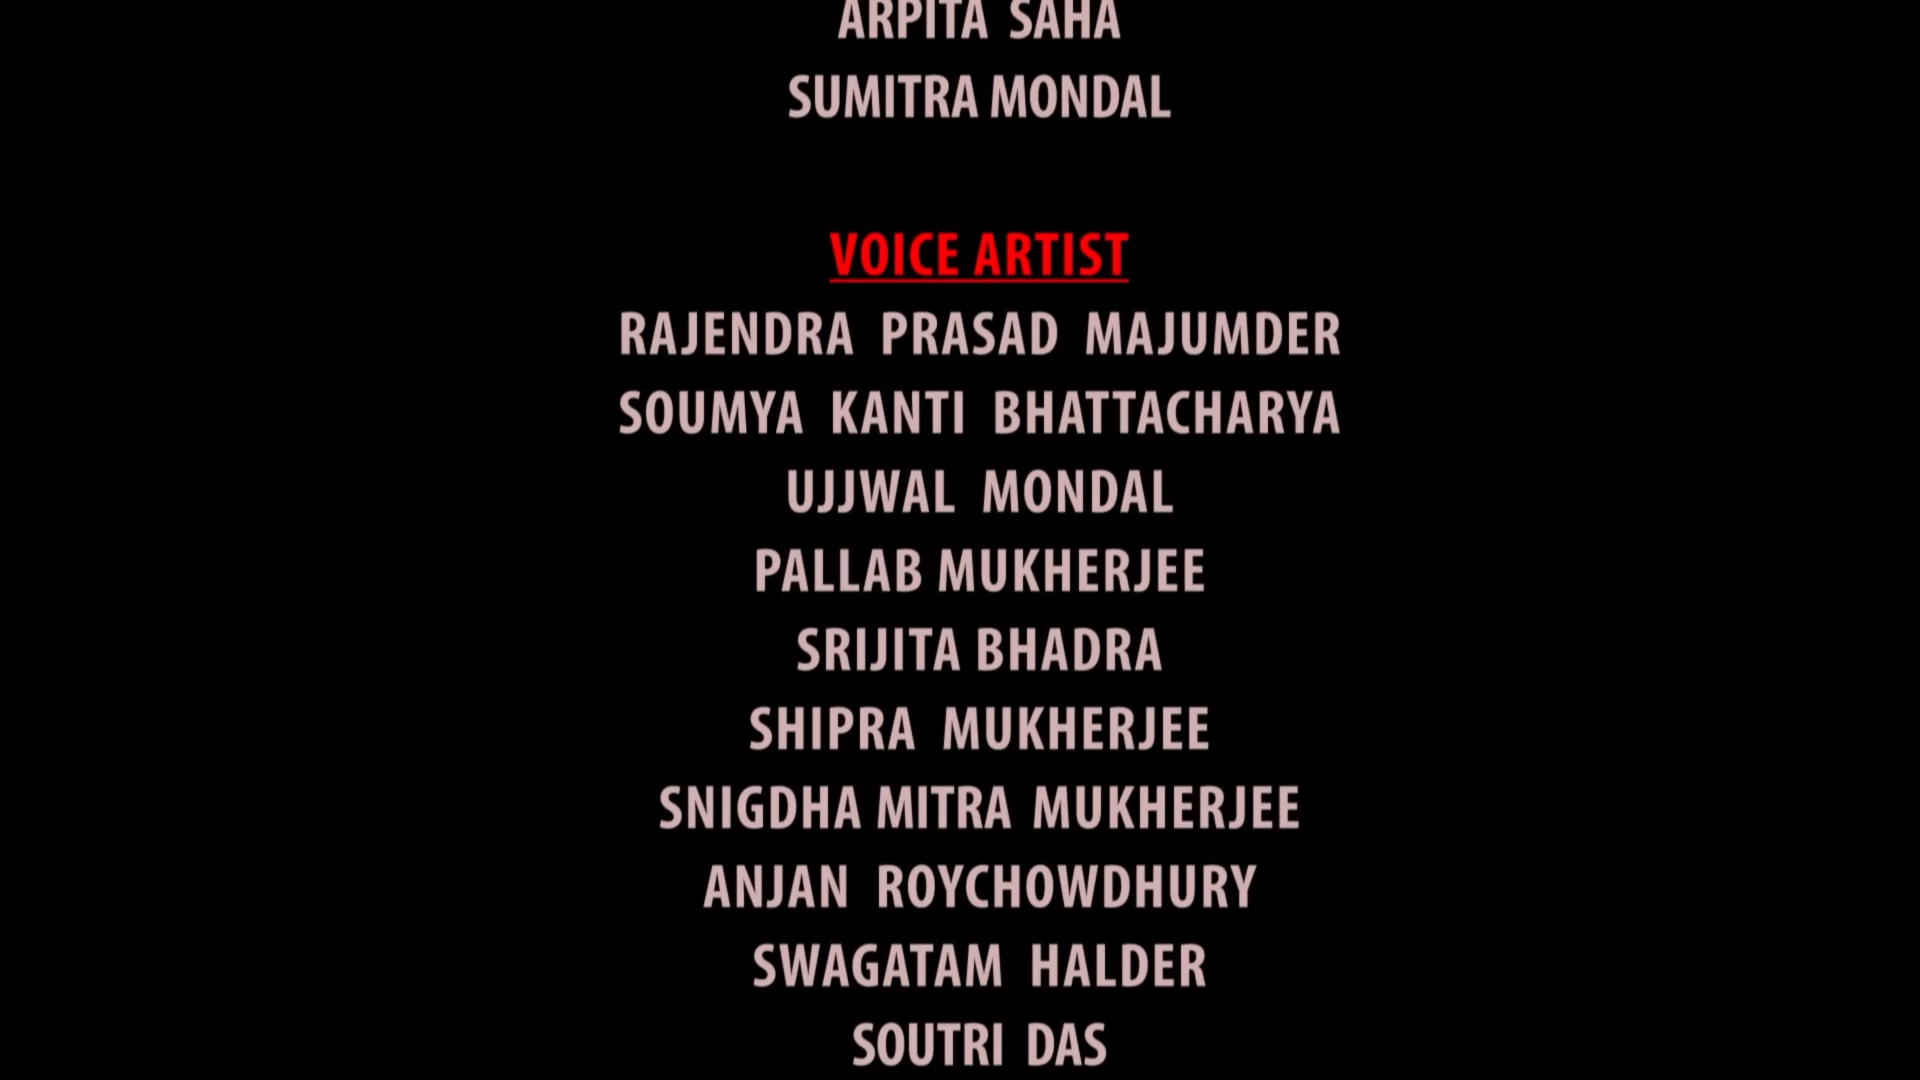 ARPITA SAHA
SUMITRA MONDAL
VOICE ARTIST
RAJENDRA PRASAD MAJUMDER
SOUMYA KANTI BHATTACHARYA
UJJWAL MONDAL
PALLAB MUKHERJEE
SRIJITA BHADRA
SHIPRA MUKHERJEE
SNIGDHA MITRA MUKHERJEE
ANJAN ROYCHOWDHURY
SWAGATAM HALDER
SOUTRI DAS